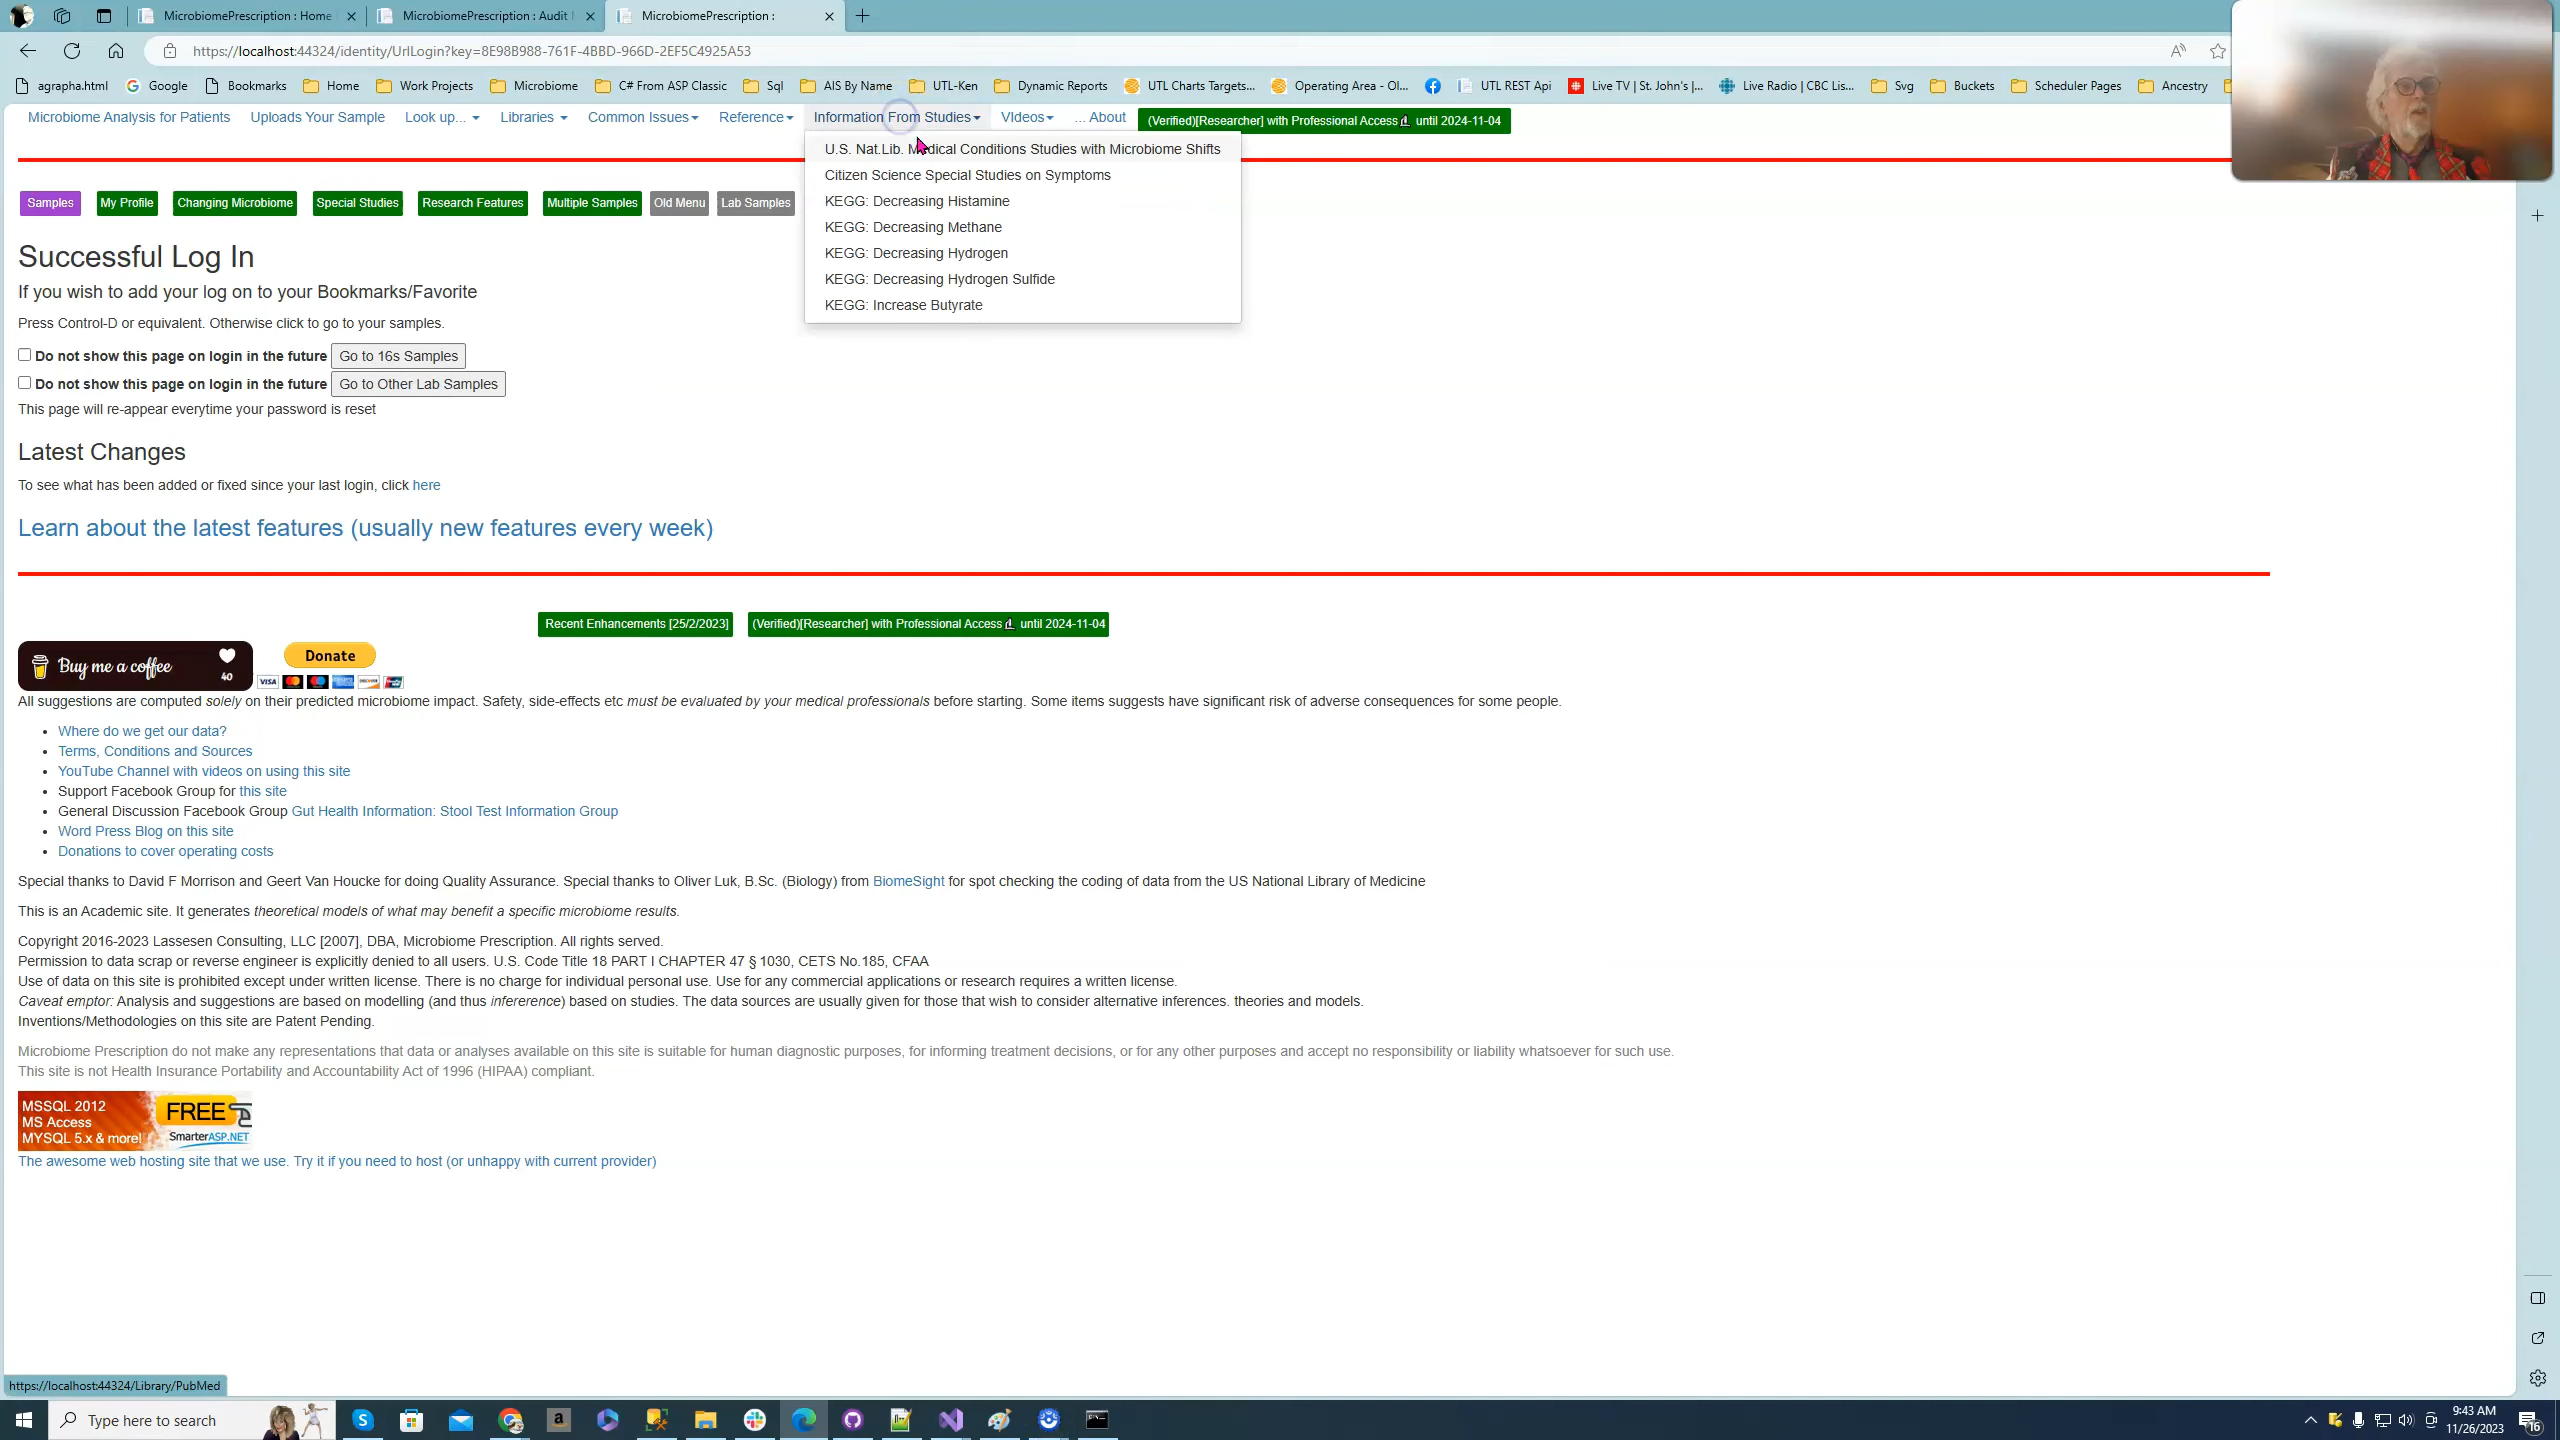 MicrobiomePrescription : Home
MicrobiomePrescription : Audit
MicrobiomePrescription :
https://localhost:44324/identity/UrlLogin?key=8E98B988-761F-4BBD-966D-2EF5C4925A53
agrapha.html
Google
Bookmarks
Home
Work Projects
Microbiome
C# From ASP Classic
Sql
AIS By Name
UTL-Ken
Dynamic Reports
UTL Charts Targets...
Operating Area - Ol...
UTL REST Api
Live TV | St. John's |...
Live Radio | CBC Lis...
Svg
Buckets
Scheduler Pages
Ancestry
Microbiome Analysis for Patients
Uploads Your Sample
Look up...
Libraries
Common Issues
Reference
Information From Studies
VIdeos
... About
(Verified)[Researcher] with Professional Access until 2024-11-04
U.S. Nat.Lib. Medical Conditions Studies with Microbiome Shifts
Citizen Science Special Studies on Symptoms
KEGG: Decreasing Histamine
KEGG: Decreasing Methane
KEGG: Decreasing Hydrogen
KEGG: Decreasing Hydrogen Sulfide
KEGG: Increase Butyrate
Samples
My Profile
Changing Microbiome
Special Studies
Research Features
Multiple Samples
Old Menu
Lab Samples
Successful Log In
If you wish to add your log on to your Bookmarks/Favorite
Press Control-D or equivalent. Otherwise click to go to your samples.
Do not show this page on login in the future Go to 16s Samples
Do not show this page on login in the future Go to Other Lab Samples
This page will re-appear everytime your password is reset
Latest Changes
To see what has been added or fixed since your last login, click here
Learn about the latest features (usually new features every week)
Recent Enhancements [25/2/2023]
(Verified)[Researcher] with Professional Access until 2024-11-04
Buy me a coffee
40
Donate
VISA
All suggestions are computed solely on their predicted microbiome impact. Safety, side-effects etc must be evaluated by your medical professionals before starting. Some items suggests have significant risk of adverse consequences for some people.
Where do we get our data?
Terms, Conditions and Sources
YouTube Channel with videos on using this site
Support Facebook Group for this site
General Discussion Facebook Group Gut Health Information: Stool Test Information Group
Word Press Blog on this site
Donations to cover operating costs
Special thanks to David F Morrison and Geert Van Houcke for doing Quality Assurance. Special thanks to Oliver Luk, B.Sc. (Biology) from BiomeSight for spot checking the coding of data from the US National Library of Medicine
This is an Academic site. It generates theoretical models of what may benefit a specific microbiome results.
Copyright 2016-2023 Lassesen Consulting, LLC [2007], DBA, Microbiome Prescription. All rights served.
Permission to data scrap or reverse engineer is explicitly denied to all users. U.S. Code Title 18 PART I CHAPTER 47 § 1030, CETS No.185, CFAA
Use of data on this site is prohibited except under written license. There is no charge for individual personal use. Use for any commercial applications or research requires a written license.
Caveat emptor: Analysis and suggestions are based on modelling (and thus infererence) based on studies. The data sources are usually given for those that wish to consider alternative inferences. theories and models.
Inventions/Methodologies on this site are Patent Pending.
Microbiome Prescription do not make any representations that data or analyses available on this site is suitable for human diagnostic purposes, for informing treatment decisions, or for any other purposes and accept no responsibility or liability whatsoever for such use.
This site is not Health Insurance Portability and Accountability Act of 1996 (HIPAA) compliant.
MSSQL 2012
MS Access
MYSQL 5.x & more!
FREE
SmarterASP.NET
The awesome web hosting site that we use. Try it if you need to host (or unhappy with current provider)
https://localhost:44324/Library/PubMed
Type here to search
9:43 AM
11/26/2023
16